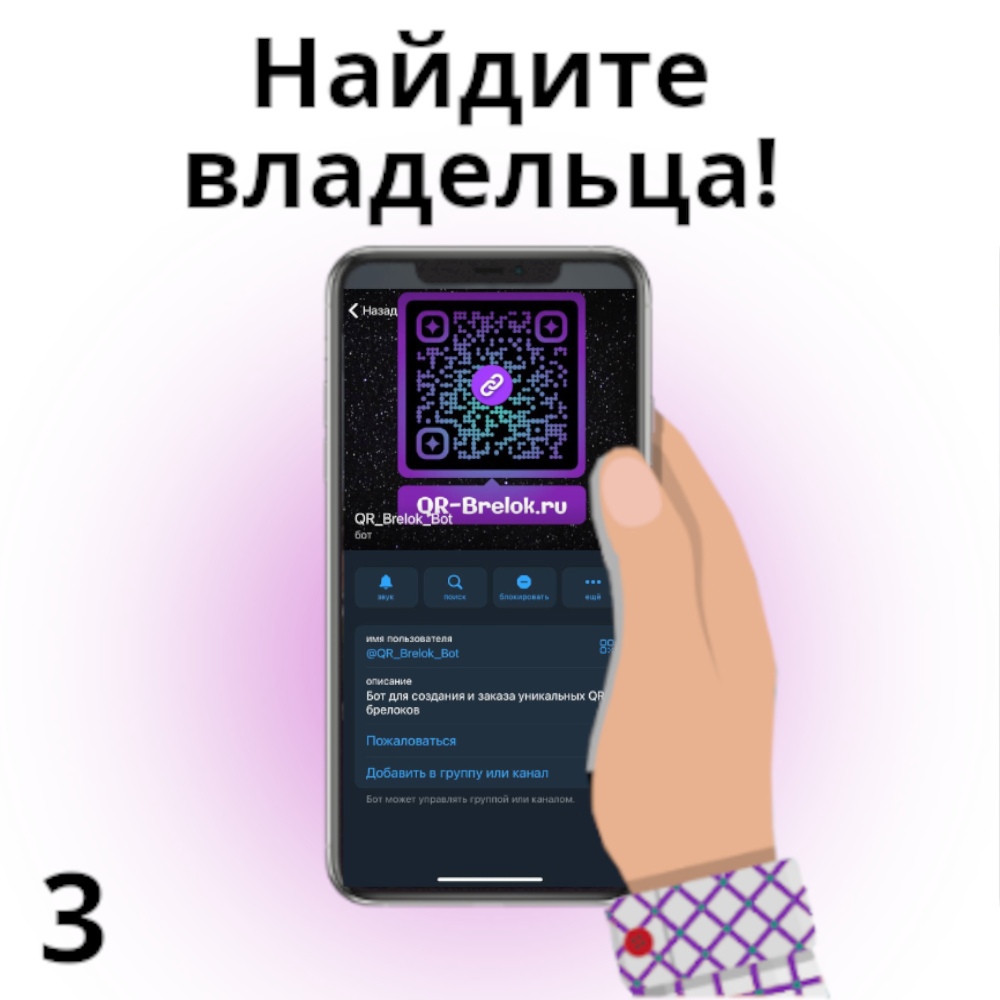 Найдите
владельца!
Назад
QR-Brelok.ru
QR_Brelok_Bot
бот
звук поиск блокировать ещё
имя пользователя
@QR_Brelok_Bot
описание
Бот для создания и заказа уникальных QR
брелоков
Пожаловаться
Добавить в группу или канал
Бот может управлять группой или каналом.
3